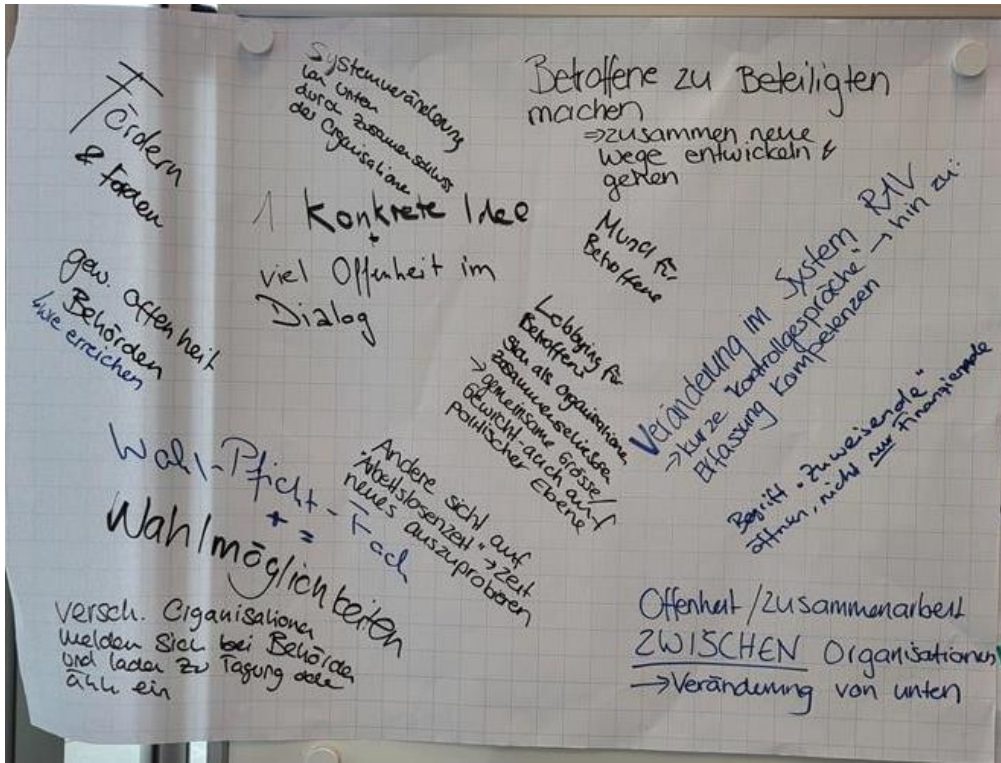 Fördern
& fordern
Systemveränderung
von unten
durch Zusammenschluss
der Organisatione
Betroffene zu Beteiligten
machen
⇒ zusammen neue
Wege entwickeln &
gehen
1 Konkrete Idee
+
viel Offenheit im
Dialog
Mund für
Betroffene
gew. Offenheit
Behörden
wie erreichen
Lobbying für
Betroffene
sich als Organisationen
zusammenschliessen
→ gemeinsame Grösse/
Gewicht - auch auf
politischer Ebene
Veränderung im System RAV
→ kurze "Kontrollgespräche" → hin zu:
Erfassung Kompetenzen
Begriff "Zuweisende"
öffnen, nicht nur Finanzierende
Wahl-Pflicht-Fach
+ =
Wahlmöglichkeiten
Andere Sicht auf
"Arbeitslosenzeit" → Zeit
neues auszuprobieren
versch. Organisationen
melden sich bei Behörden
und laden zu Tagung oder
ähnl ein
Offenheit/Zusammenarbeit
ZWISCHEN Organisationen
→ Veränderung von unten